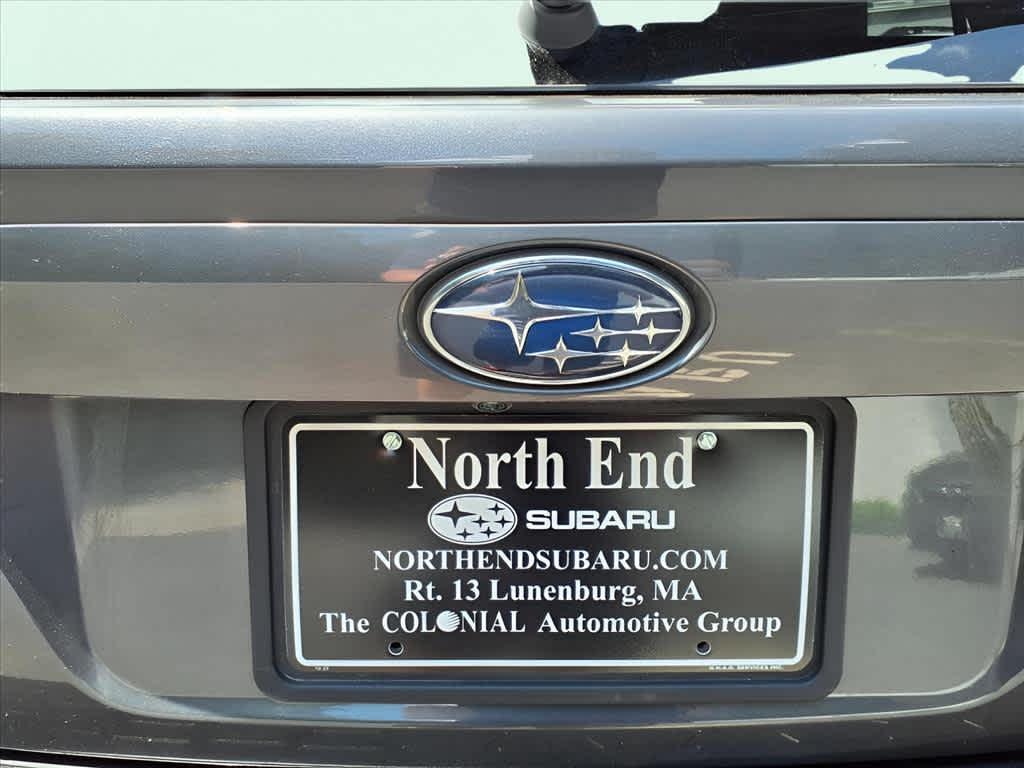 North End
SUBARU
NORTHENDSUBARU.COM
Rt. 13 Lunenburg, MA
The COLONIAL Automotive Group